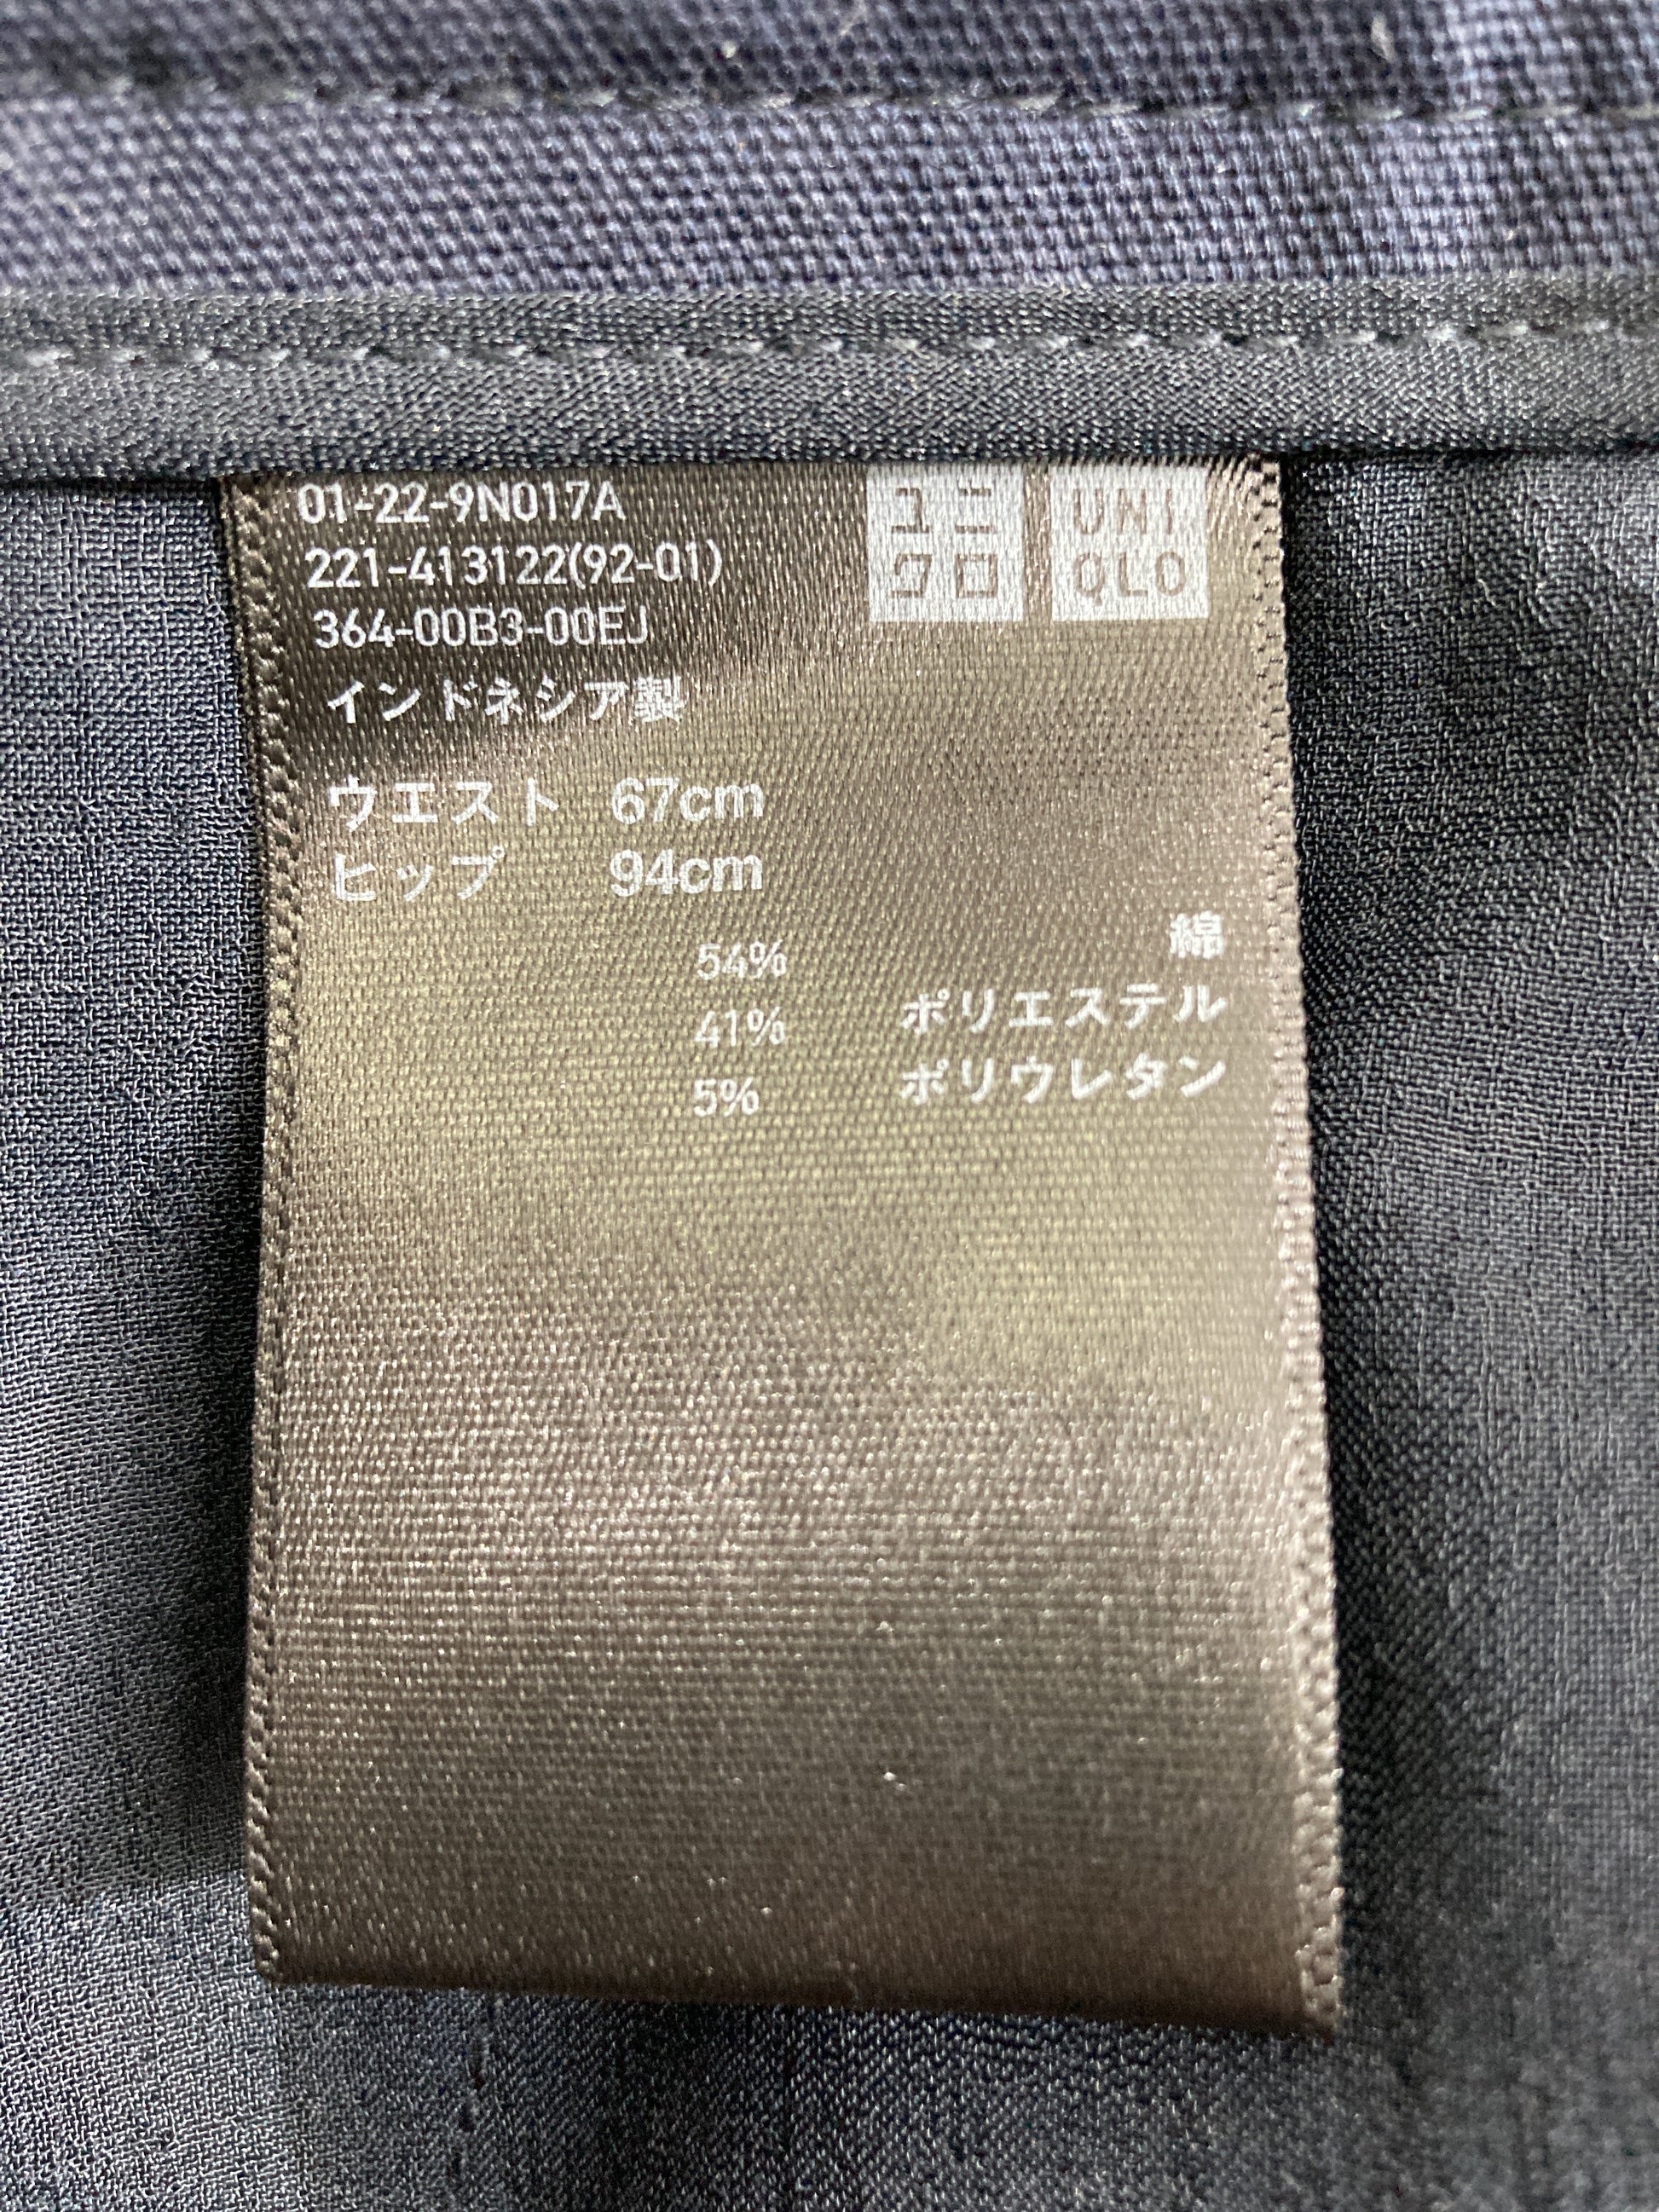 01-22-9N017A
221-413122(92-01)
364-00B3-00EJ
ユニ
クロ
UNI
QLO
インドネシア製
ウエスト 67cm
ヒップ 94cm
54% 綿
41% ポリエステル
5% ポリウレタン